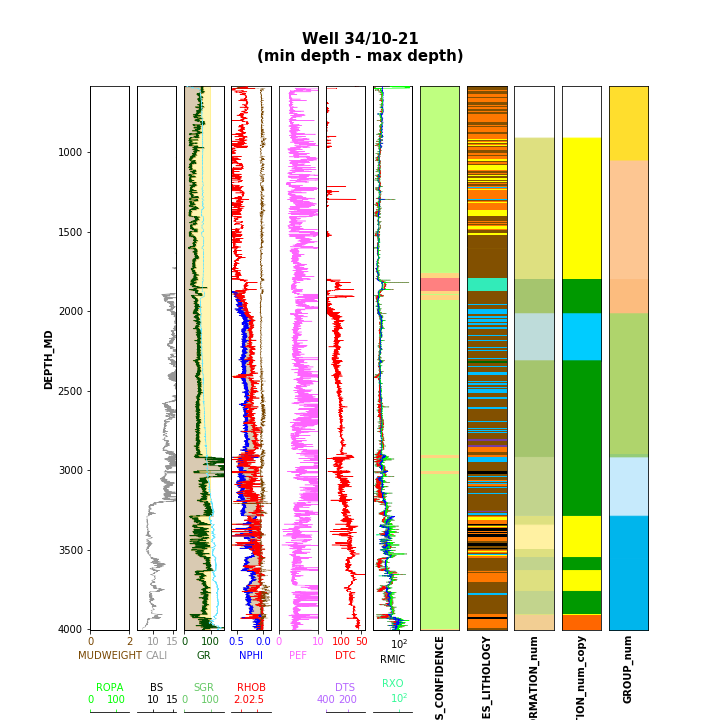 Well 34/10-21
(min depth - max depth)
DEPTH_MD
1000
1500
2000
2500
3000
3500
4000
0 2
MUDWEIGHT
10 15
CALI
0 100
GR
0.5 0.0
NPHI
0 10
PEF
100 50
DTC
10²
RMIC
ROPA
0 100
BS
10 15
SGR
0 100
RHOB
2.02.5
DTS
400 200
RXO
10²
S_CONFIDENCE
ES_LITHOLOGY
RMATION_num
TION_num_copy
GROUP_num